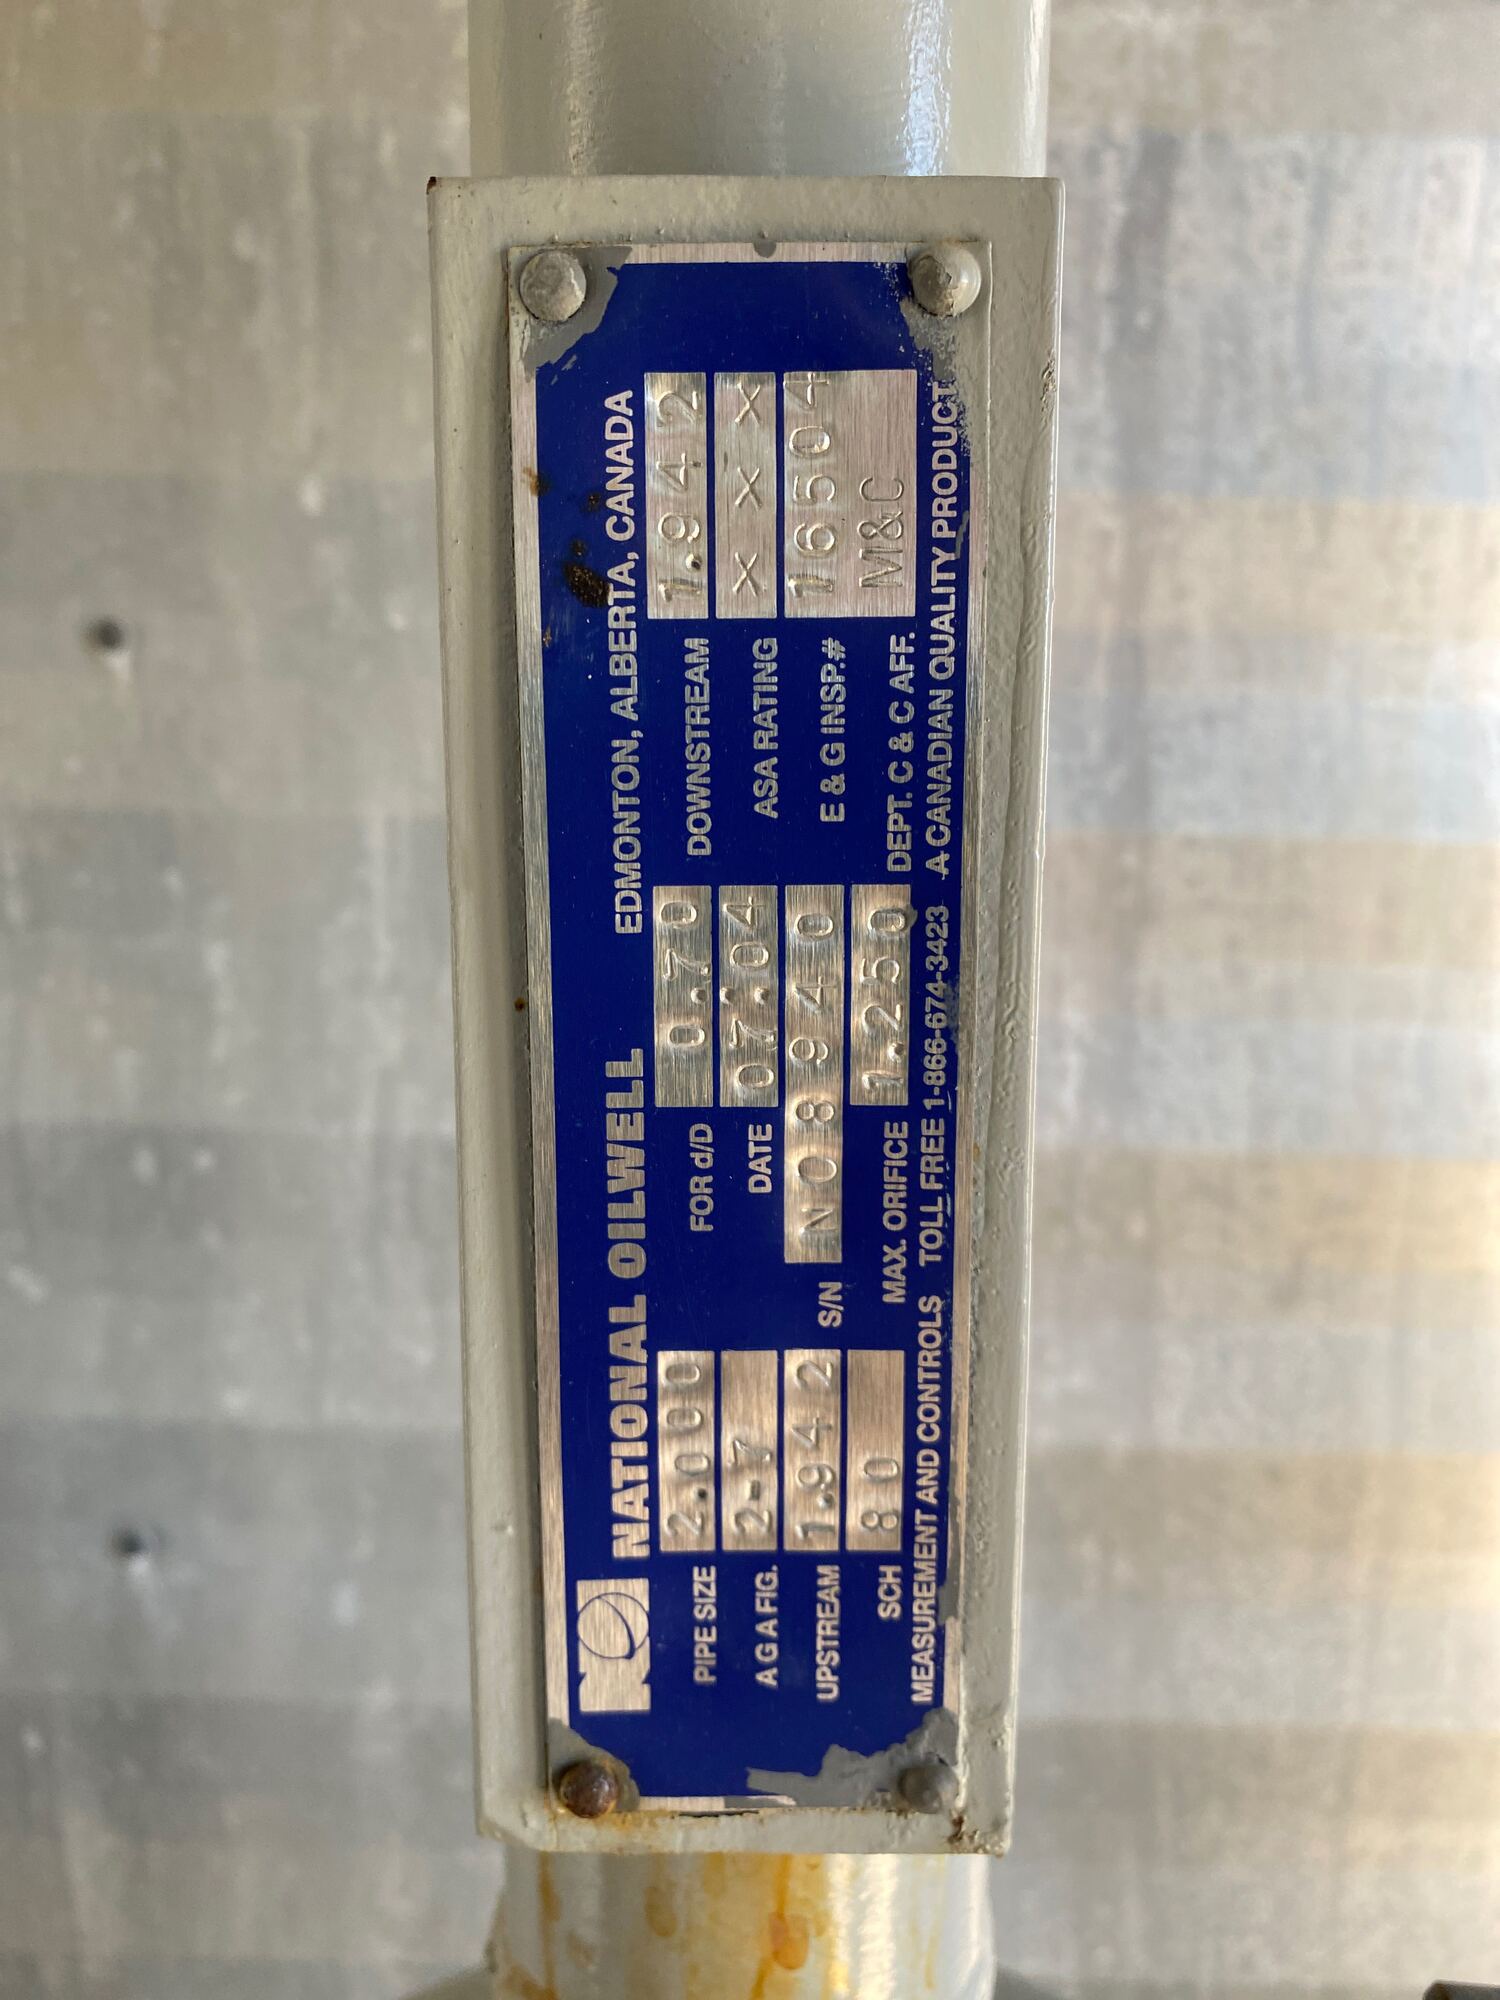 NATIONAL OILWELL EDMONTON, ALBERTA, CANADA
PIPE SIZE 2.000 FOR d/D 0.70 DOWNSTREAM 1.942
A G A FIG. 2-7 DATE 07:04 ASA RATING X X X
UPSTREAM 1.942 S/N NO8940 E & G INSP.# 16504
SCH 80 MAX. ORIFICE 1.250 DEPT. C & C AFF. M&C
MEASUREMENT AND CONTROLS TOLL FREE 1-866-674-3423 A CANADIAN QUALITY PRODUCT